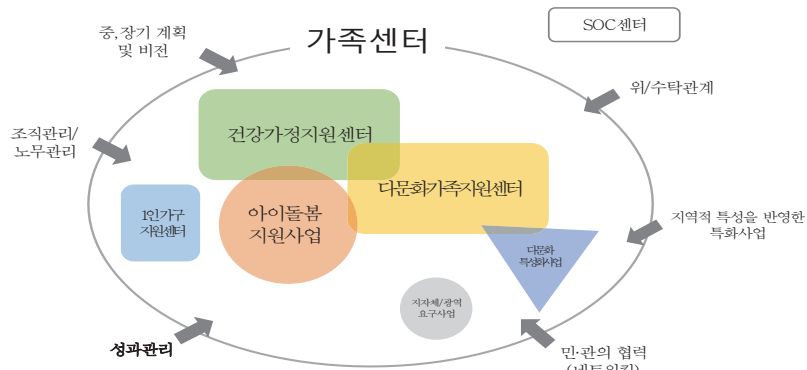 SOC센터
가족센터
중,장기 계획
및 비전
위/수탁관계
건강가정지원센터
조직관리/
노무관리
다문화가족지원센터
1인가구
지원센터
아이돌봄
지원사업
지역적 특성을 반영한
특화사업
다문화
특성화사업
지자체/광역
요구사업
성과관리
민·관의 협력
(네트워킹)